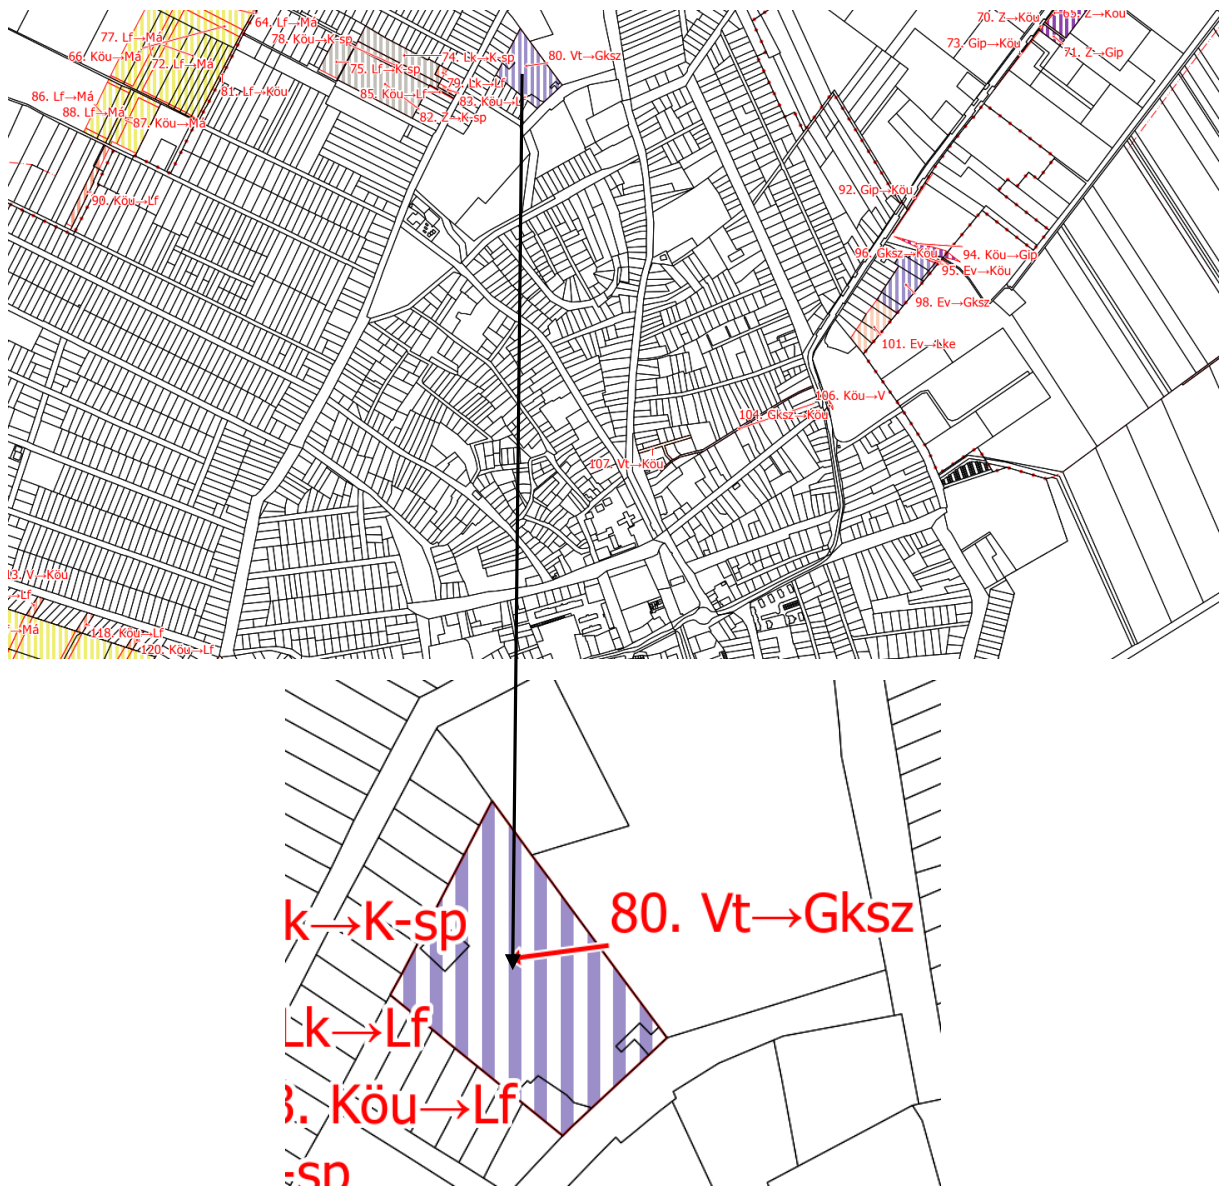 64. Lf→Má
77. Lf→Má
78. Köu→K-sp
66. Köu→Má
72. Lf→Má
74. Lk→K-sp
80. Vt→Gksz
75. Lf→K-sp
79. Lk→Lf
81. Lf→Köu
85. Köu→Lf
83. Köu→L
82. Z→K-sp
86. Lf→Má
88. Lf→Má
87. Köu→Má
90. Köu→Lf
70. Z→Köu
65. Z→Köu
73. Gip→Köu
71. Z→Gip
92. Gip→Köu
96. Gksz→Köu
94. Köu→Gip
95. Ev→Köu
98. Ev→Gksz
101. Ev→Lke
106. Köu→V
104. Gksz→Köu
107. Vt→Köu
13. V→Köu
→Lf
→Má
118. Köu→Lf
120. Köu→Lf
80. Vt→Gksz
k→K-sp
Lk→Lf
3. Köu→Lf
-sp